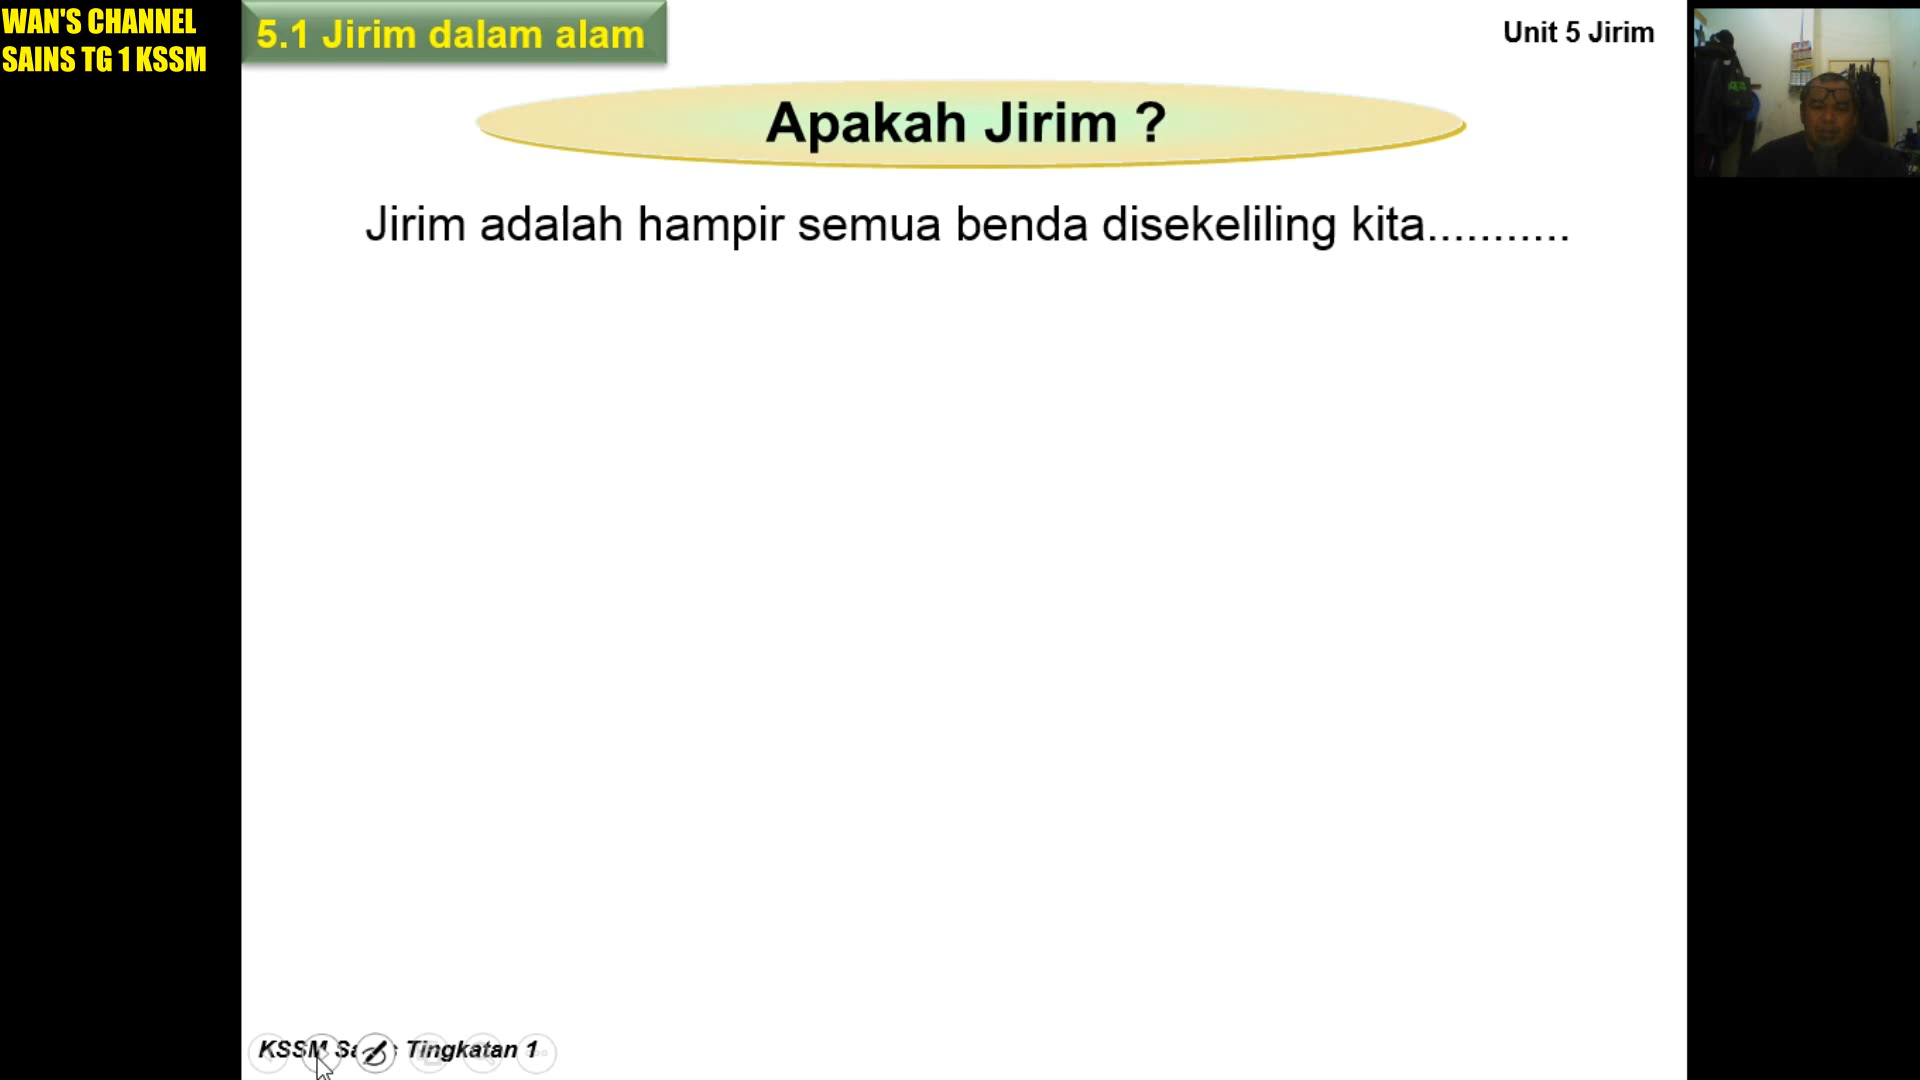 WAN'S CHANNEL
SAINS TG 1 KSSM
5.1 Jirim dalam alam
Unit 5 Jirim
Apakah Jirim ?
Jirim adalah hampir semua benda disekeliling kita...........
KSSM Tingkatan 1